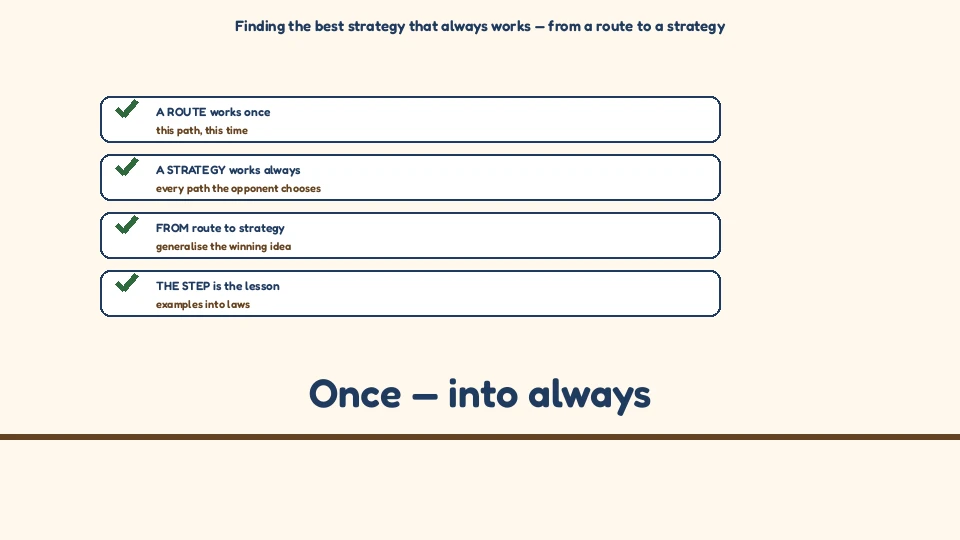 Finding the best strategy that always works — from a route to a strategy
A ROUTE works once
this path, this time
A STRATEGY works always
every path the opponent chooses
FROM route to strategy
generalise the winning idea
THE STEP is the lesson
examples into laws
Once — into always